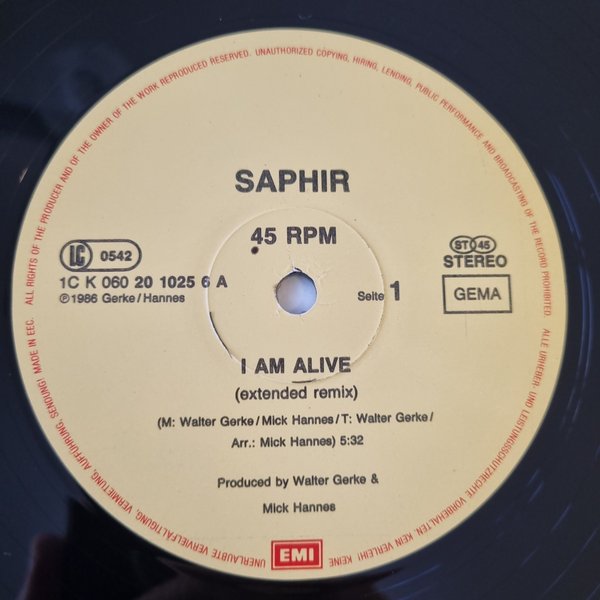 ALL RIGHTS OF THE PRODUCER AND OF THE OWNER OF THE WORK REPRODUCED RESERVED. UNAUTHORIZED COPYING, HIRING, LENDING, PUBLIC PERFORMANCE AND BROADCASTING OF THE RECORD PROHIBITED.
ALLE URHEBER- UND LEISTUNGSSCHUTZRECHTE VORBEHALTEN. KEIN VERLEIH! KEINE UNERLAUBTE VERVIELFÄLTIGUNG, VERMIETUNG, AUFFÜHRUNG, SENDUNG! MADE IN EEC.
SAPHIR
45 RPM
LC 0542
ST 45
STEREO
1C K 060 20 1025 6 A
℗1986 Gerke/Hannes
Seite 1
GEMA
I AM ALIVE
(extended remix)
(M: Walter Gerke/Mick Hannes/T: Walter Gerke/
Arr.: Mick Hannes) 5:32
Produced by Walter Gerke &
Mick Hannes
EMI